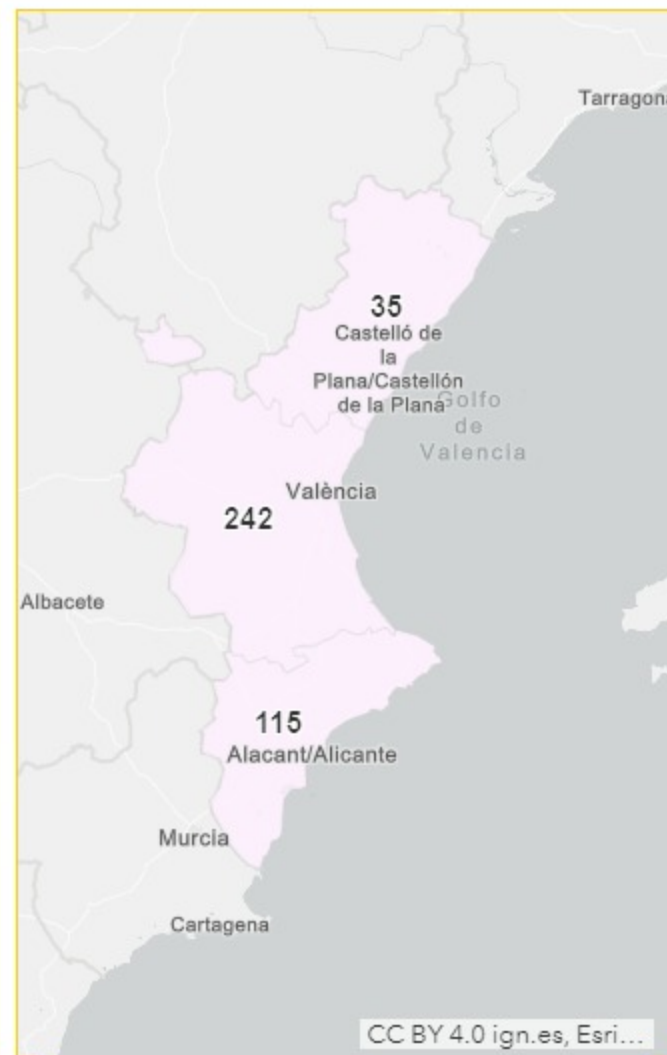 Tarragona
35
Castelló de
la
Plana/Castellón
de la Plana
Golfo
de
Valencia
València
242
Albacete
115
Alacant/Alicante
Murcia
Cartagena
CC BY 4.0 ign.es, Esri...